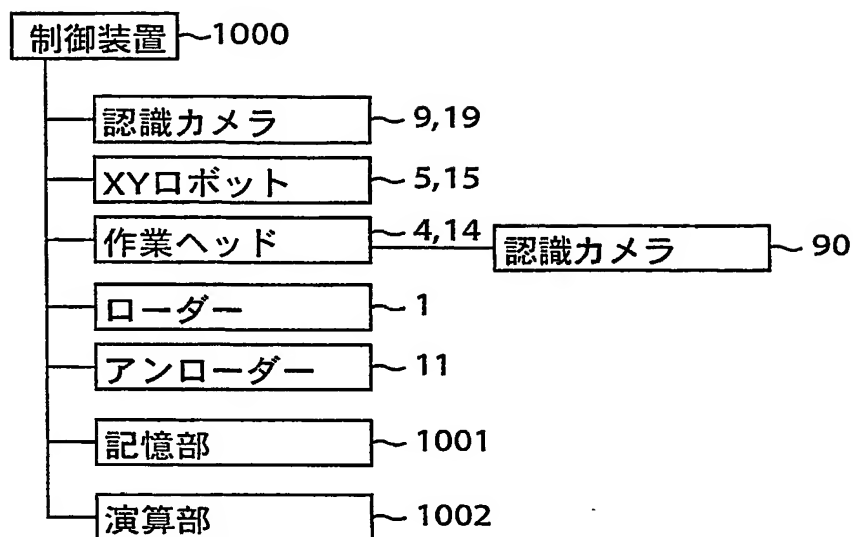 制御装置 ~1000
認識カメラ ~ 9,19
XYロボット ~ 5,15
作業ヘッド ~ 4,14
認識カメラ ~ 90
ローダー ~ 1
アンローダー ~ 11
記憶部 ~ 1001
演算部 ~ 1002